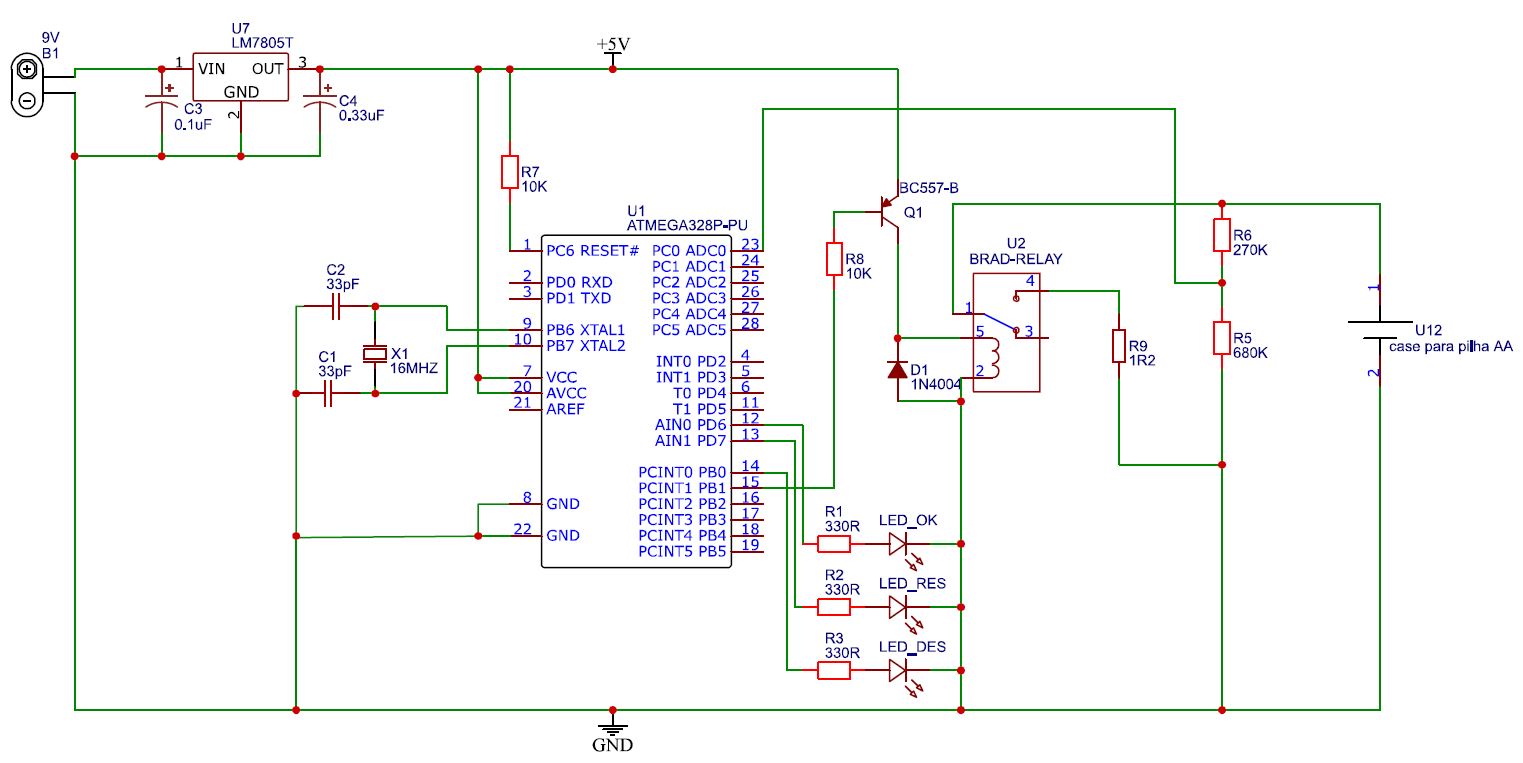 9V
B1
U7
LM7805T
1
VIN
OUT
3
GND
2
C3
0.1uF
C4
0.33uF
+5V
R7
10K
U1
ATMEGA328P-PU
1 PC6 RESET#
2 PD0 RXD
3 PD1 TXD
9 PB6 XTAL1
10 PB7 XTAL2
7 VCC
20 AVCC
21 AREF
8 GND
22 GND
PC0 ADC0 23
PC1 ADC1 24
PC2 ADC2 25
PC3 ADC3 26
PC4 ADC4 27
PC5 ADC5 28
INT0 PD2 4
INT1 PD3 5
T0 PD4 6
T1 PD5 11
AIN0 PD6 12
AIN1 PD7 13
PCINT0 PB0 14
PCINT1 PB1 15
PCINT2 PB2 16
PCINT3 PB3 17
PCINT4 PB4 18
PCINT5 PB5 19
C2
33pF
C1
33pF
X1
16MHZ
BC557-B
Q1
R8
10K
U2
BRAD-RELAY
4
1
5
3
2
D1
1N4004
R9
1R2
R6
270K
R5
680K
1
U12
case para pilha AA
2
R1
330R
LED_OK
R2
330R
LED_RES
R3
330R
LED_DES
GND